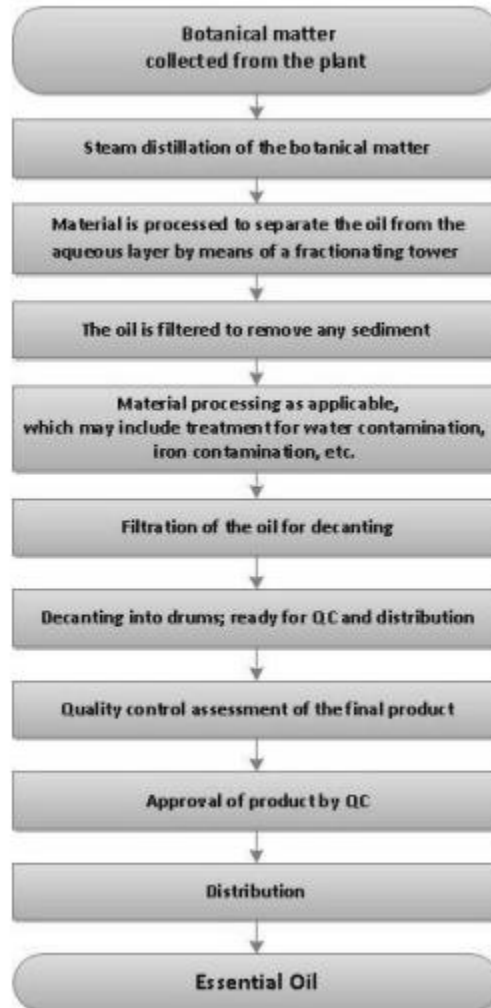 Botanical matter
collected from the plant
Steam distillation of the botanical matter
Material is processed to separate the oil from the
aqueous layer by means of a fractionating tower
The oil is filtered to remove any sediment
Material processing as applicable,
which may include treatment for water contamination,
iron contamination, etc.
Filtration of the oil for decanting
Decanting into drums; ready for QC and distribution
Quality control assessment of the final product
Approval of product by QC
Distribution
Essential Oil